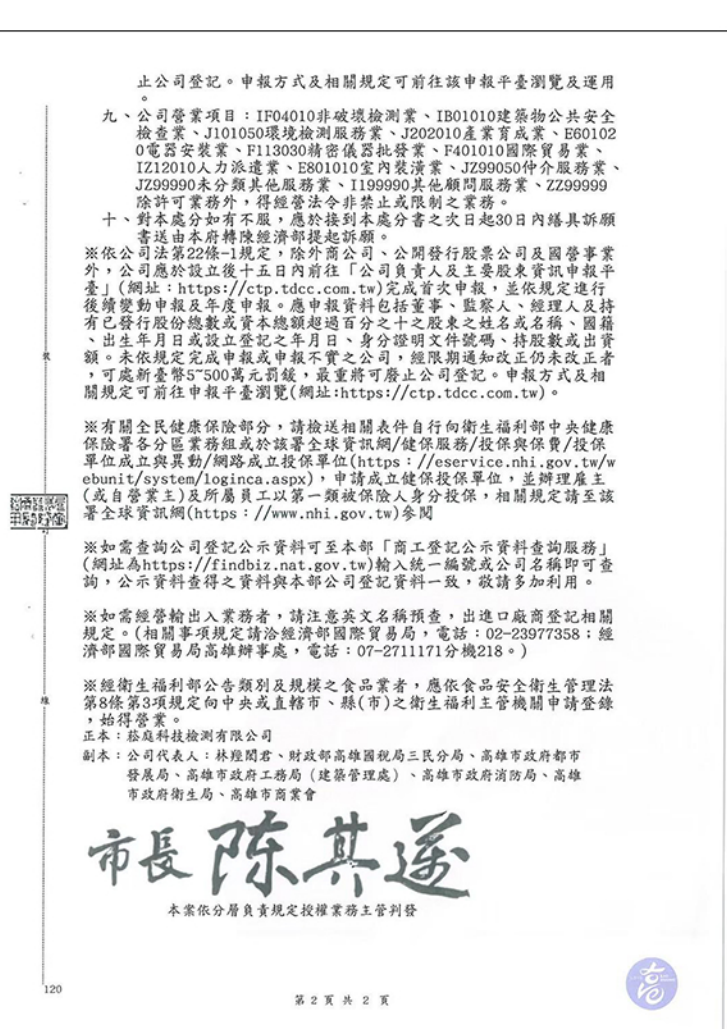 止公司登記。申報方式及相關規定可前往該申報平臺瀏覽及運用
。
九、公司營業項目：IF04010非破壞檢測業、IB01010建築物公共安全
檢查業、J101050環境檢測服務業、J202010產業育成業、E60102
0電器安裝業、F113030精密儀器批發業、F401010國際貿易業、
IZ12010人力派遣業、E801010室內裝潢業、JZ99050仲介服務業、
JZ99990未分類其他服務業、I199990其他顧問服務業、ZZ99999
除許可業務外，得經營法令非禁止或限制之業務。
十、對本處分如有不服，應於接到本處分書之次日起30日內繕具訴願
書送由本府轉陳經濟部提起訴願。
※依公司法第22條-1規定，除外商公司、公開發行股票公司及國營事業
外，公司應於設立後十五日內前往「公司負責人及主要股東資訊申報平
臺」(網址：https://ctp.tdcc.com.tw)完成首次申報，並依規定進行
後續變動申報及年度申報。應申報資料包括董事、監察人、經理人及持
有已發行股份總數或資本總額超過百分之十之股東之姓名或名稱、國籍
、出生年月日或設立登記之年月日、身分證明文件號碼、持股數或出資
額。未依規定完成申報或申報不實之公司，經限期通知改正仍未改正者
，可處新臺幣5~500萬元罰鍰，最重將可廢止公司登記。申報方式及相
關規定可前往申報平臺瀏覽(網址:https://ctp.tdcc.com.tw)。
※有關全民健康保險部分，請檢送相關表件自行向衛生福利部中央健康
保險署各分區業務組或於該署全球資訊網/健保服務/投保與保費/投保
單位成立與異動/網路成立投保單位(https：//eservice.nhi.gov.tw/w
ebunit/system/loginca.aspx)，申請成立健保投保單位，並辦理雇主
(或自營業主)及所屬員工以第一類被保險人身分投保，相關規定請至該
署全球資訊網(https：//www.nhi.gov.tw)參閱
※如需查詢公司登記公示資料可至本部「商工登記公示資料查詢服務」
(網址為https://findbiz.nat.gov.tw)輸入統一編號或公司名稱即可查
詢，公示資料查得之資料與本部公司登記資料一致，敬請多加利用。
※如需經營輸出入業務者，請注意英文名稱預查，出進口廠商登記相關
規定。(相關事項規定請洽經濟部國際貿易局，電話：02-23977358；經
濟部國際貿易局高雄辦事處，電話：07-2711171分機218。)
※經衛生福利部公告類別及規模之食品業者，應依食品安全衛生管理法
第8條第3項規定向中央或直轄市、縣(市)之衛生福利主管機關申請登錄
，始得營業。
正本：菘庭科技檢測有限公司
副本：公司代表人：林羥閎君、財政部高雄國稅局三民分局、高雄市政府都市
發展局、高雄市政府工務局（建築管理處）、高雄市政府消防局、高雄
市政府衛生局、高雄市商業會
市長 陈其邁
本案依分層負責規定授權業務主管判發
裝
線
120
第 2 頁 共 2 頁